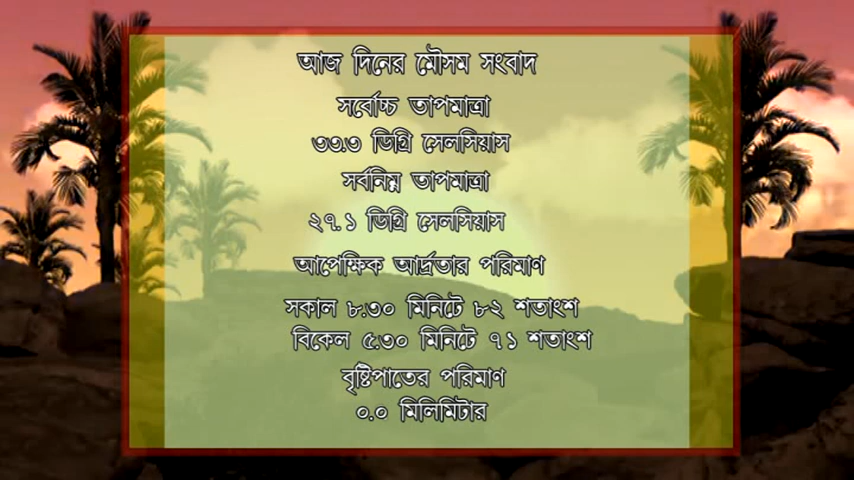 আজ দিনের মৌসম সংবাদ
সর্বোচ্চ তাপমাত্রা
৩৩.৩ ডিগ্রি সেলসিয়াস
সর্বনিম্ন তাপমাত্রা
২৭.১ ডিগ্রি সেলসিয়াস
আপেক্ষিক আর্দ্রতার পরিমাণ
সকাল ৮.৩০ মিনিটে ৮২ শতাংশ
বিকেল ৫.৩০ মিনিটে ৭১ শতাংশ
বৃষ্টিপাতের পরিমাণ
০.০ মিলিমিটার